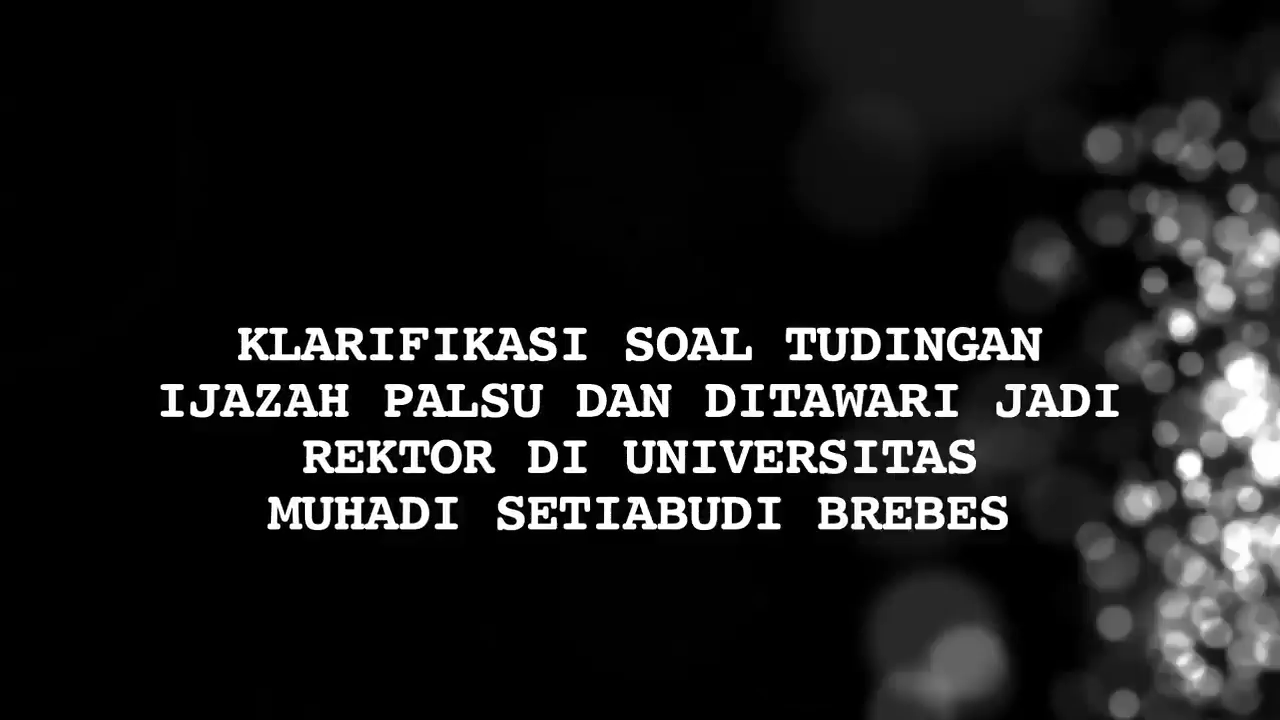 KLARIFIKASI SOAL TUDINGAN
IJAZAH PALSU DAN DITAWARI JADI
REKTOR DI UNIVERSITAS
MUHADI SETIABUDI BREBES